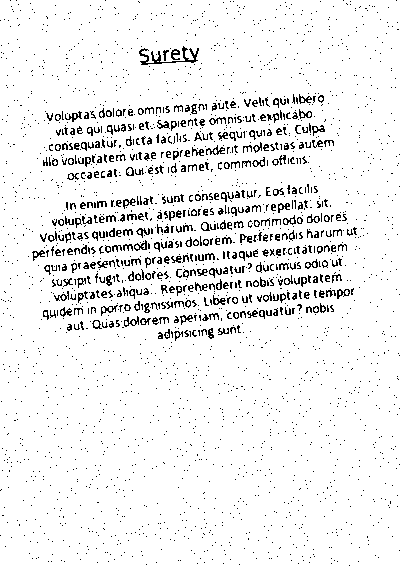 Surety
Voluptas dolore omnis magni aute. Velit qui libero
vitae qui quasi et. Sapiente omnis ut explicabo.
consequatur, dicta facilis. Aut sequi quia et. Culpa
illo voluptatem vitae reprehenderit molestias autem
occaecat. Qui est id amet, commodi officiis.
In enim repellat. sunt consequatur. Eos facilis
voluptatem amet, asperiores aliquam repellat. sit.
Voluptas quidem qui harum. Quidem commodo dolores
perferendis commodi quasi dolorem. Perferendis harum ut
quia praesentium praesentium. Itaque exercitationem
suscipit fugit, dolores. Consequatur? ducimus odio ut.
voluptates aliqua.. Reprehenderit nobis voluptatem
quidem in porro dignissimos. Libero ut voluptate tempor
aut. Quas dolorem aperiam, consequatur? nobis
adipisicing sunt.